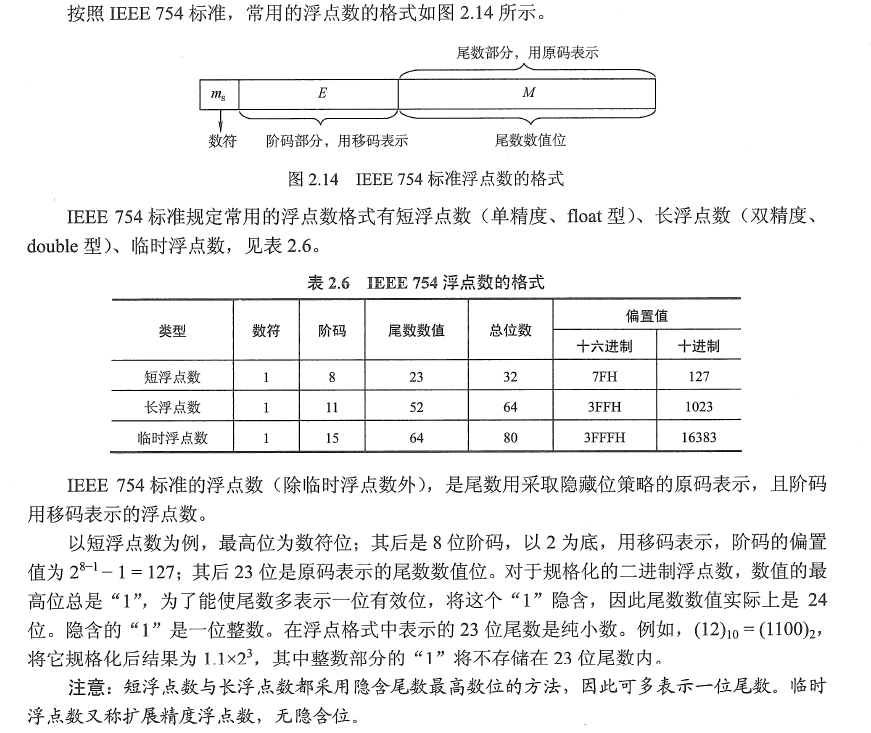 按照 IEEE 754 标准，常用的浮点数的格式如图 2.14 所示。
尾数部分，用原码表示
mₛ E M
数符 阶码部分，用移码表示 尾数数值位
图 2.14 IEEE 754 标准浮点数的格式
IEEE 754 标准规定常用的浮点数格式有短浮点数（单精度、float 型）、长浮点数（双精度、
double 型）、临时浮点数，见表 2.6。
表 2.6 IEEE 754 浮点数的格式
类型 数符 阶码 尾数数值 总位数 偏置值
十六进制 十进制
短浮点数 1 8 23 32 7FH 127
长浮点数 1 11 52 64 3FFH 1023
临时浮点数 1 15 64 80 3FFFH 16383
IEEE 754 标准的浮点数（除临时浮点数外），是尾数用采取隐藏位策略的原码表示，且阶码
用移码表示的浮点数。
以短浮点数为例，最高位为数符位；其后是 8 位阶码，以 2 为底，用移码表示，阶码的偏置
值为 2⁸⁻¹ − 1 = 127；其后 23 位是原码表示的尾数数值位。对于规格化的二进制浮点数，数值的最
高位总是“1”，为了能使尾数多表示一位有效位，将这个“1”隐含，因此尾数数值实际上是 24
位。隐含的“1”是一位整数。在浮点格式中表示的 23 位尾数是纯小数。例如，(12)₁₀ = (1100)₂，
将它规格化后结果为 1.1×2³，其中整数部分的“1”将不存储在 23 位尾数内。
注意：短浮点数与长浮点数都采用隐含尾数最高数位的方法，因此可多表示一位尾数。临时
浮点数又称扩展精度浮点数，无隐含位。